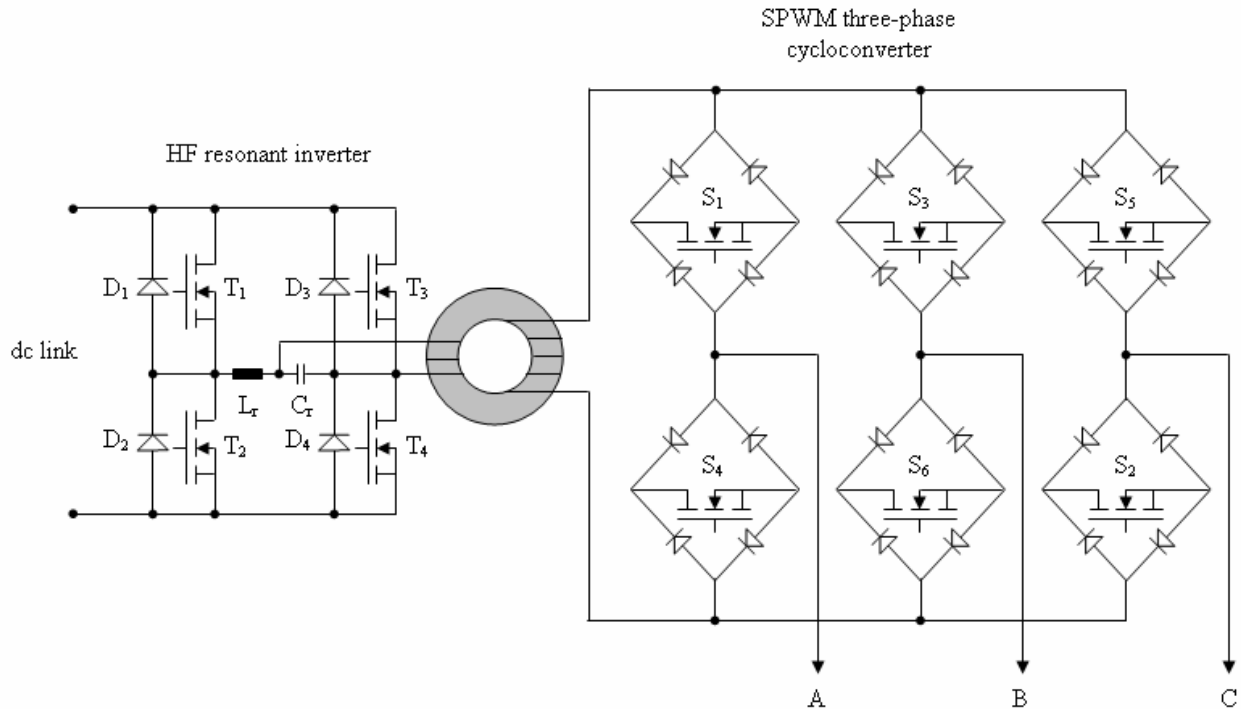 SPWM three-phase
cycloconverter
HF resonant inverter
S₁
S₃
S₅
D₁
T₁
D₃
T₃
dc link
Lᵣ
Cᵣ
D₂
T₂
D₄
T₄
S₄
S₆
S₂
A
B
C